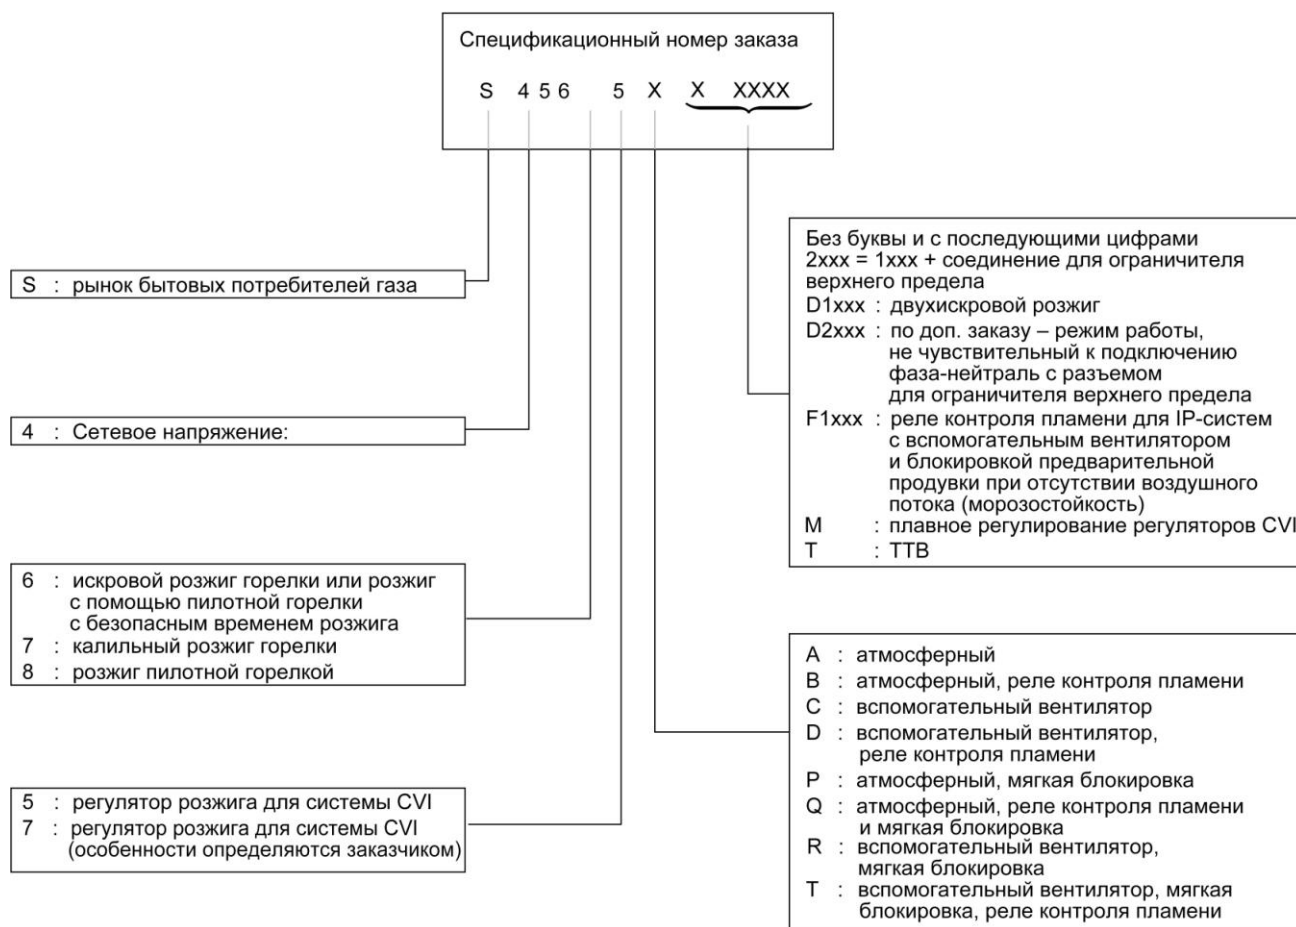 Спецификационный номер заказа
S 4 5 6 5 X X XXXX
S : рынок бытовых потребителей газа
4 : Сетевое напряжение:
6 : искровой розжиг горелки или розжиг
с помощью пилотной горелки
с безопасным временем розжига
7 : калильный розжиг горелки
8 : розжиг пилотной горелкой
5 : регулятор розжига для системы CVI
7 : регулятор розжига для системы CVI
(особенности определяются заказчиком)
Без буквы и с последующими цифрами
2xxx = 1xxx + соединение для ограничителя
верхнего предела
D1xxx : двухискровой розжиг
D2xxx : по доп. заказу – режим работы,
не чувствительный к подключению
фаза-нейтраль с разъемом
для ограничителя верхнего предела
F1xxx : реле контроля пламени для IP-систем
с вспомогательным вентилятором
и блокировкой предварительной
продувки при отсутствии воздушного
потока (морозостойкость)
M : плавное регулирование регуляторов CVI
T : TTB
A : атмосферный
B : атмосферный, реле контроля пламени
C : вспомогательный вентилятор
D : вспомогательный вентилятор,
реле контроля пламени
P : атмосферный, мягкая блокировка
Q : атмосферный, реле контроля пламени
и мягкая блокировка
R : вспомогательный вентилятор,
мягкая блокировка
T : вспомогательный вентилятор, мягкая
блокировка, реле контроля пламени